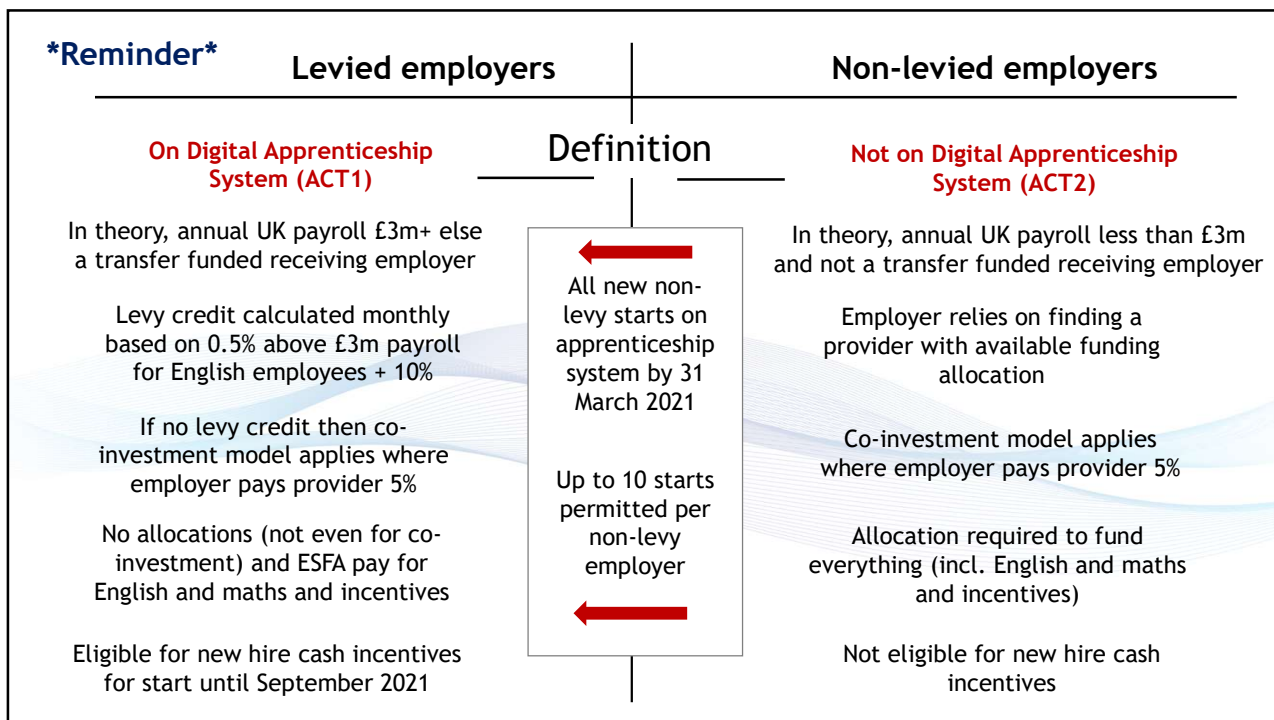 *Reminder*
Levied employers
Non-levied employers
Definition
On Digital Apprenticeship
System (ACT1)
In theory, annual UK payroll £3m+ else
a transfer funded receiving employer
Levy credit calculated monthly
based on 0.5% above £3m payroll
for English employees + 10%
If no levy credit then co-
investment model applies where
employer pays provider 5%
No allocations (not even for co-
investment) and ESFA pay for
English and maths and incentives
Eligible for new hire cash incentives
for start until September 2021
All new non-
levy starts on
apprenticeship
system by 31
March 2021
Up to 10 starts
permitted per
non-levy
employer
Not on Digital Apprenticeship
System (ACT2)
In theory, annual UK payroll less than £3m
and not a transfer funded receiving employer
Employer relies on finding a
provider with available funding
allocation
Co-investment model applies
where employer pays provider 5%
Allocation required to fund
everything (incl. English and maths
and incentives)
Not eligible for new hire cash
incentives